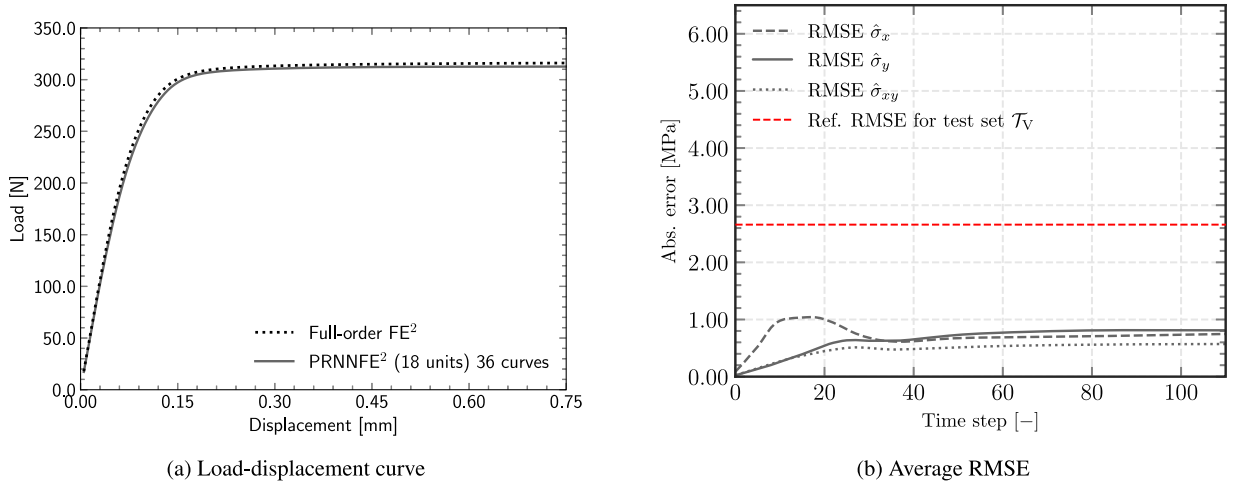 350.0
300.0
250.0
200.0
150.0
100.0
50.0
0.0
Load [N]
Full-order FE²
PRNNFE² (18 units) 36 curves
0.00 0.15 0.30 0.45 0.60 0.75
Displacement [mm]
(a) Load-displacement curve
6.00
5.00
4.00
3.00
2.00
1.00
0.00
Abs. error [MPa]
RMSE σ̂ₓ
RMSE σ̂_y
RMSE σ̂_xy
Ref. RMSE for test set 𝒯_V
0 20 40 60 80 100
Time step [−]
(b) Average RMSE